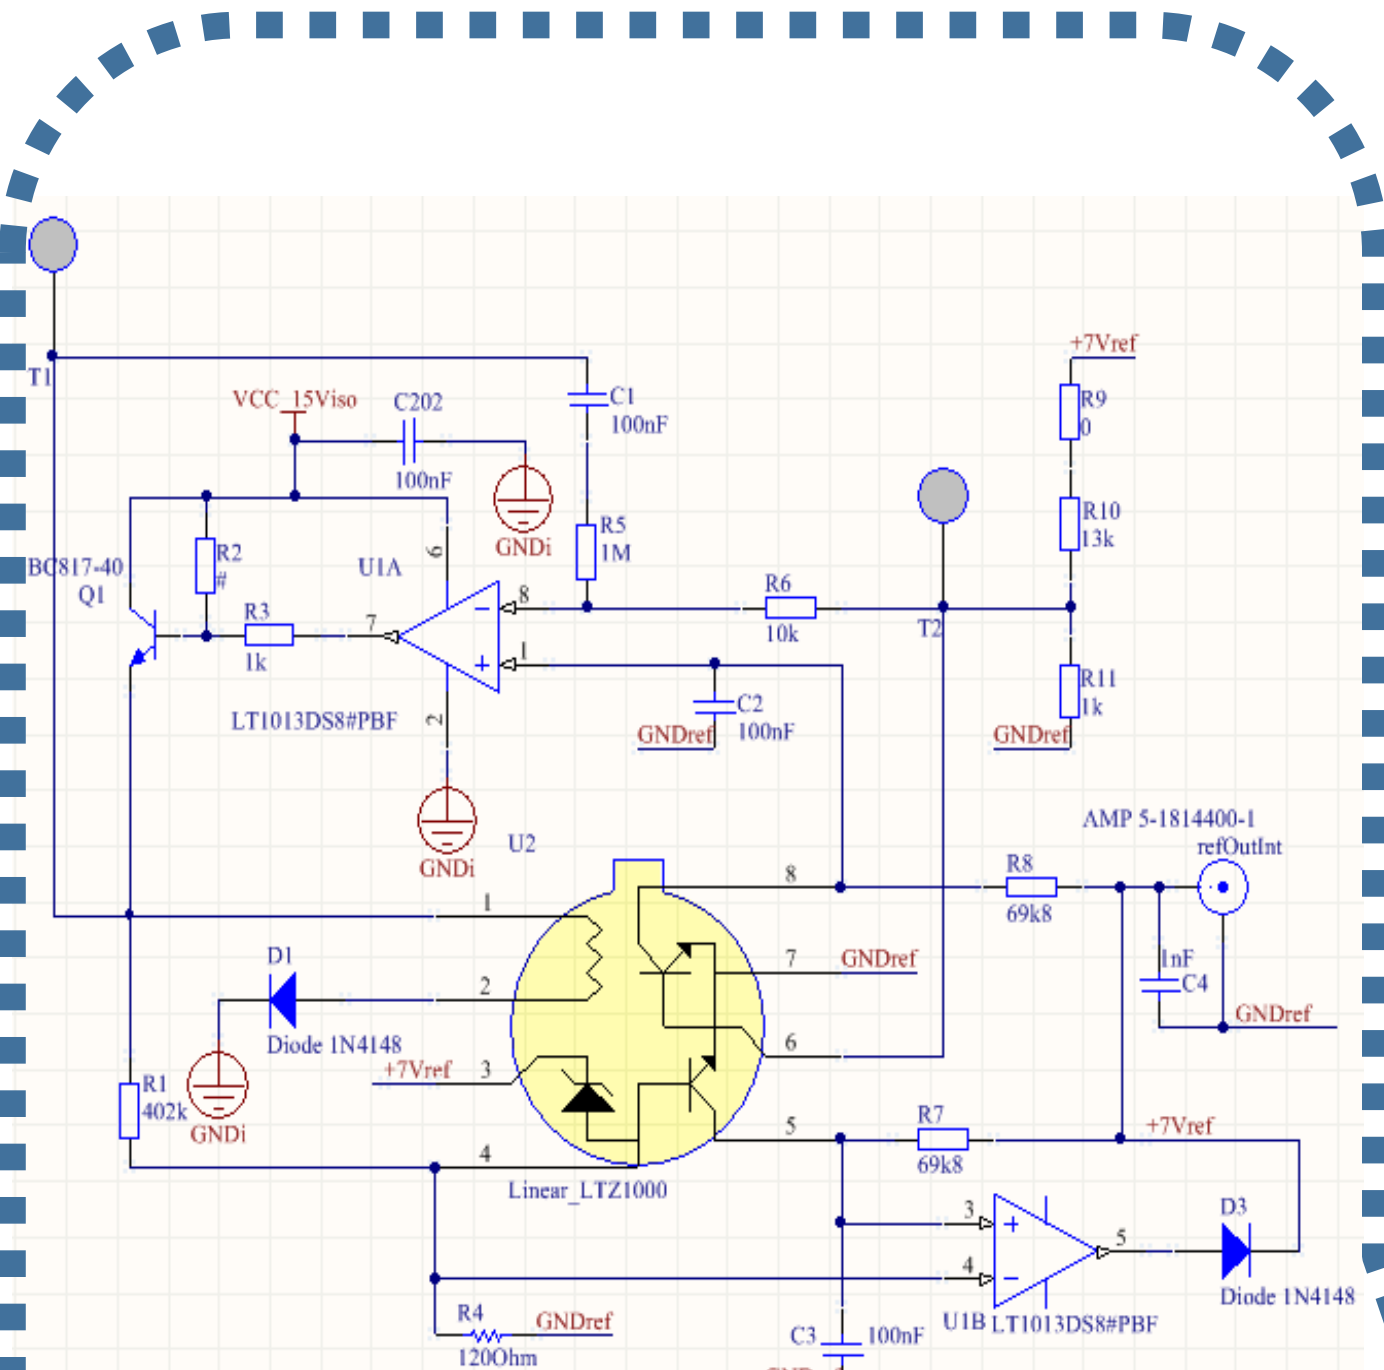 +7Vref
T1
VCC_15Viso
C202
C1
100nF
R9
0
100nF
R10
13k
GNDi
R5
1M
BC817-40
Q1
R2
#
U1A
6
8
R6
10k
T2
R3
1k
7
1
R11
1k
LT1013DS8#PBF
2
C2
100nF
GNDref
GNDref
GNDi
U2
AMP 5-1814400-1
refOutInt
8
R8
69k8
1
D1
7
GNDref
1nF
C4
2
GNDref
Diode 1N4148
6
+7Vref
3
R1
402k
GNDi
5
R7
69k8
+7Vref
4
Linear_LTZ1000
3
D3
5
4
Diode 1N4148
R4
GNDref
120Ohm
C3
100nF
U1B
LT1013DS8#PBF